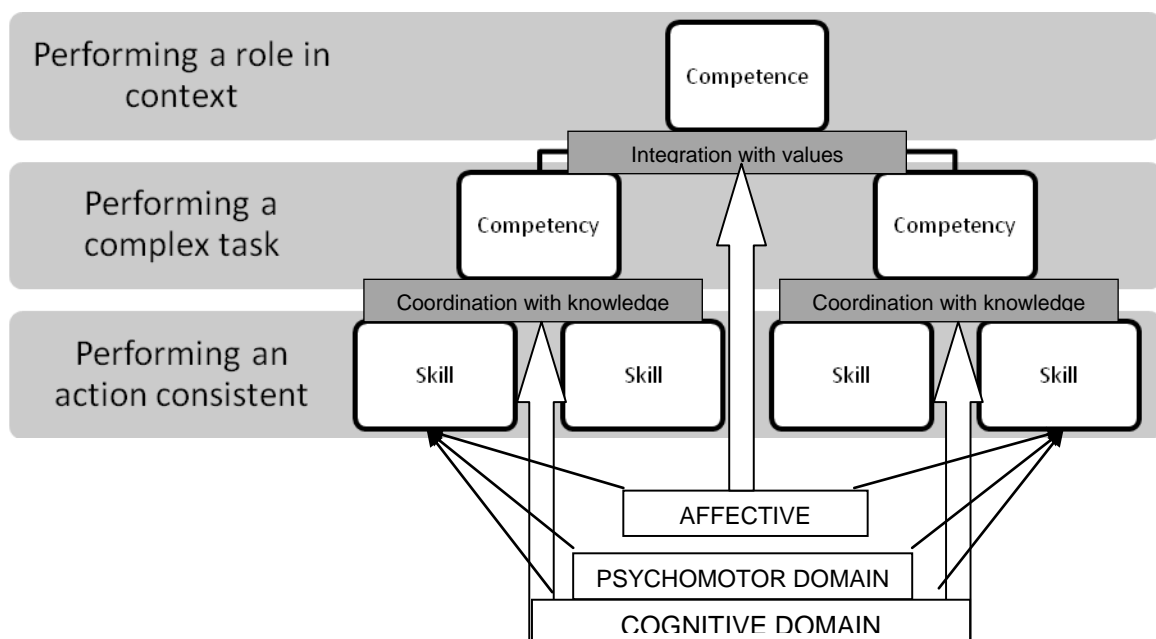 Performing a role in
context
Competence
Integration with values
Performing a
complex task
Competency
Competency
Coordination with knowledge
Coordination with knowledge
Performing an
action consistent
Skill
Skill
Skill
Skill
AFFECTIVE
PSYCHOMOTOR DOMAIN
COGNITIVE DOMAIN